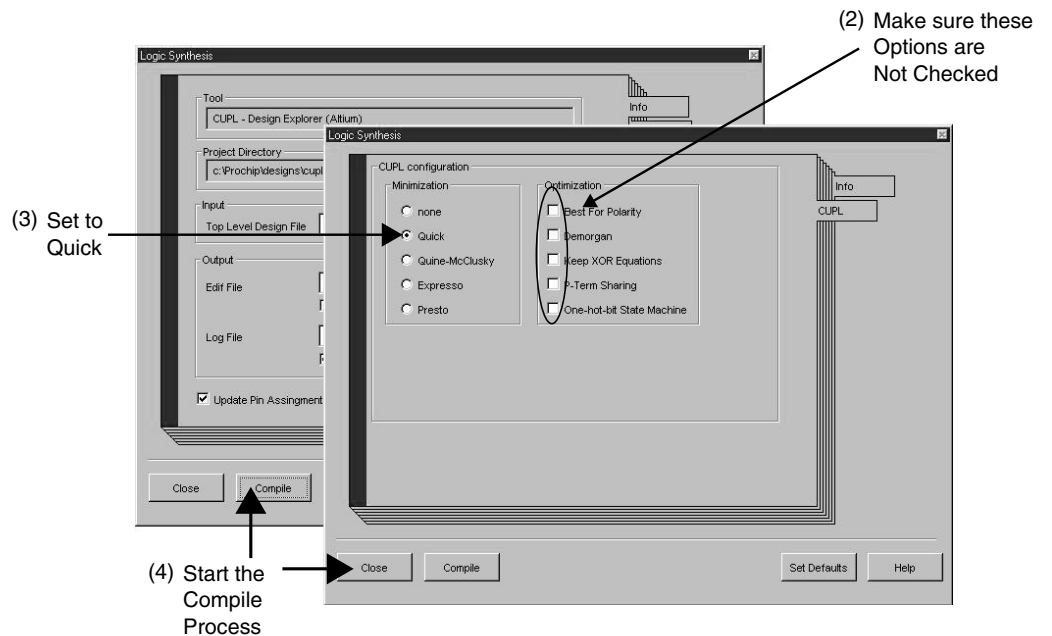 (2) Make sure these
Options are
Not Checked
Logic Synthesis
Info
Tool
CUPL - Design Explorer (Altium)
Project Directory
c:\Prochip\designs\cupl
Input
Top Level Design File
Output
Edif File
Log File
Update Pin Assingment
Close
Compile
Logic Synthesis
Info
CUPL
CUPL configuration
Minimization
none
Quick
Quine-McClusky
Expresso
Presto
Optimization
Best For Polarity
Demorgan
Keep XOR Equations
P-Term Sharing
One-hot-bit State Machine
Close
Compile
Set Defaults
Help
(3) Set to
Quick
(4) Start the
Compile
Process